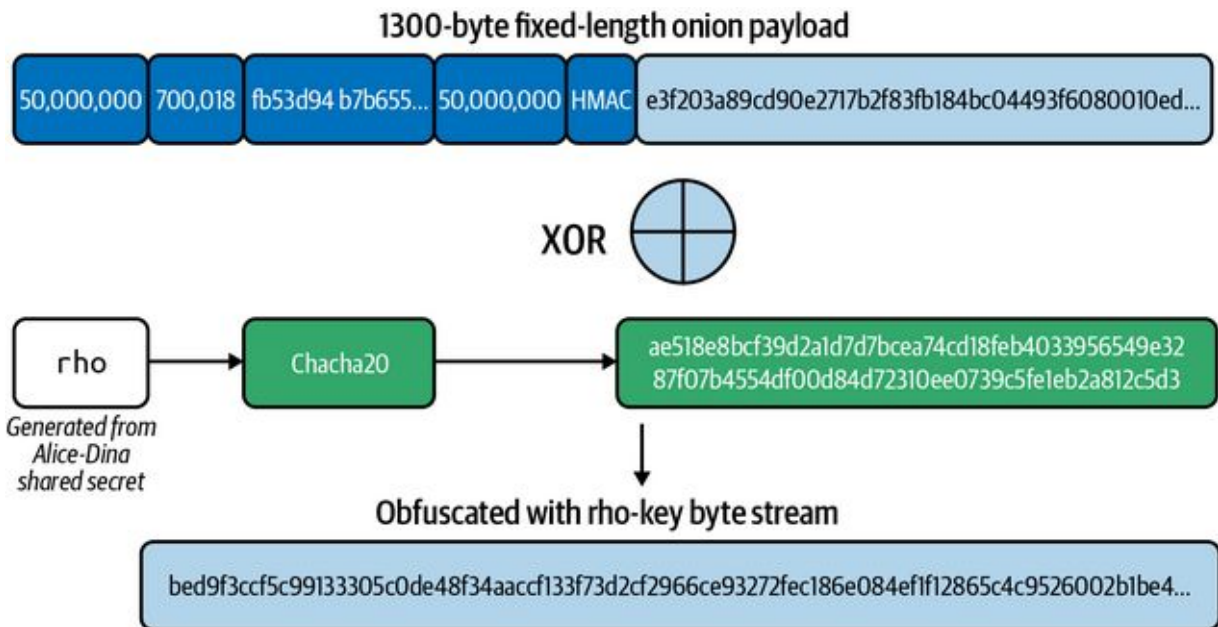 1300-byte fixed-length onion payload
50,000,000 700,018 fb53d94 b7b655... 50,000,000 HMAC e3f203a89cd90e2717b2f83fb184bc04493f6080010ed...
XOR
rho
Chacha20
ae518e8bcf39d2a1d7d7bcea74cd18feb4033956549e32
87f07b4554df00d84d72310ee0739c5fe1eb2a812c5d3
Generated from
Alice-Dina
shared secret
Obfuscated with rho-key byte stream
bed9f3ccf5c99133305c0de48f34aaccf133f73d2cf2966ce93272fec186e084ef1f12865c4c9526002b1be4...